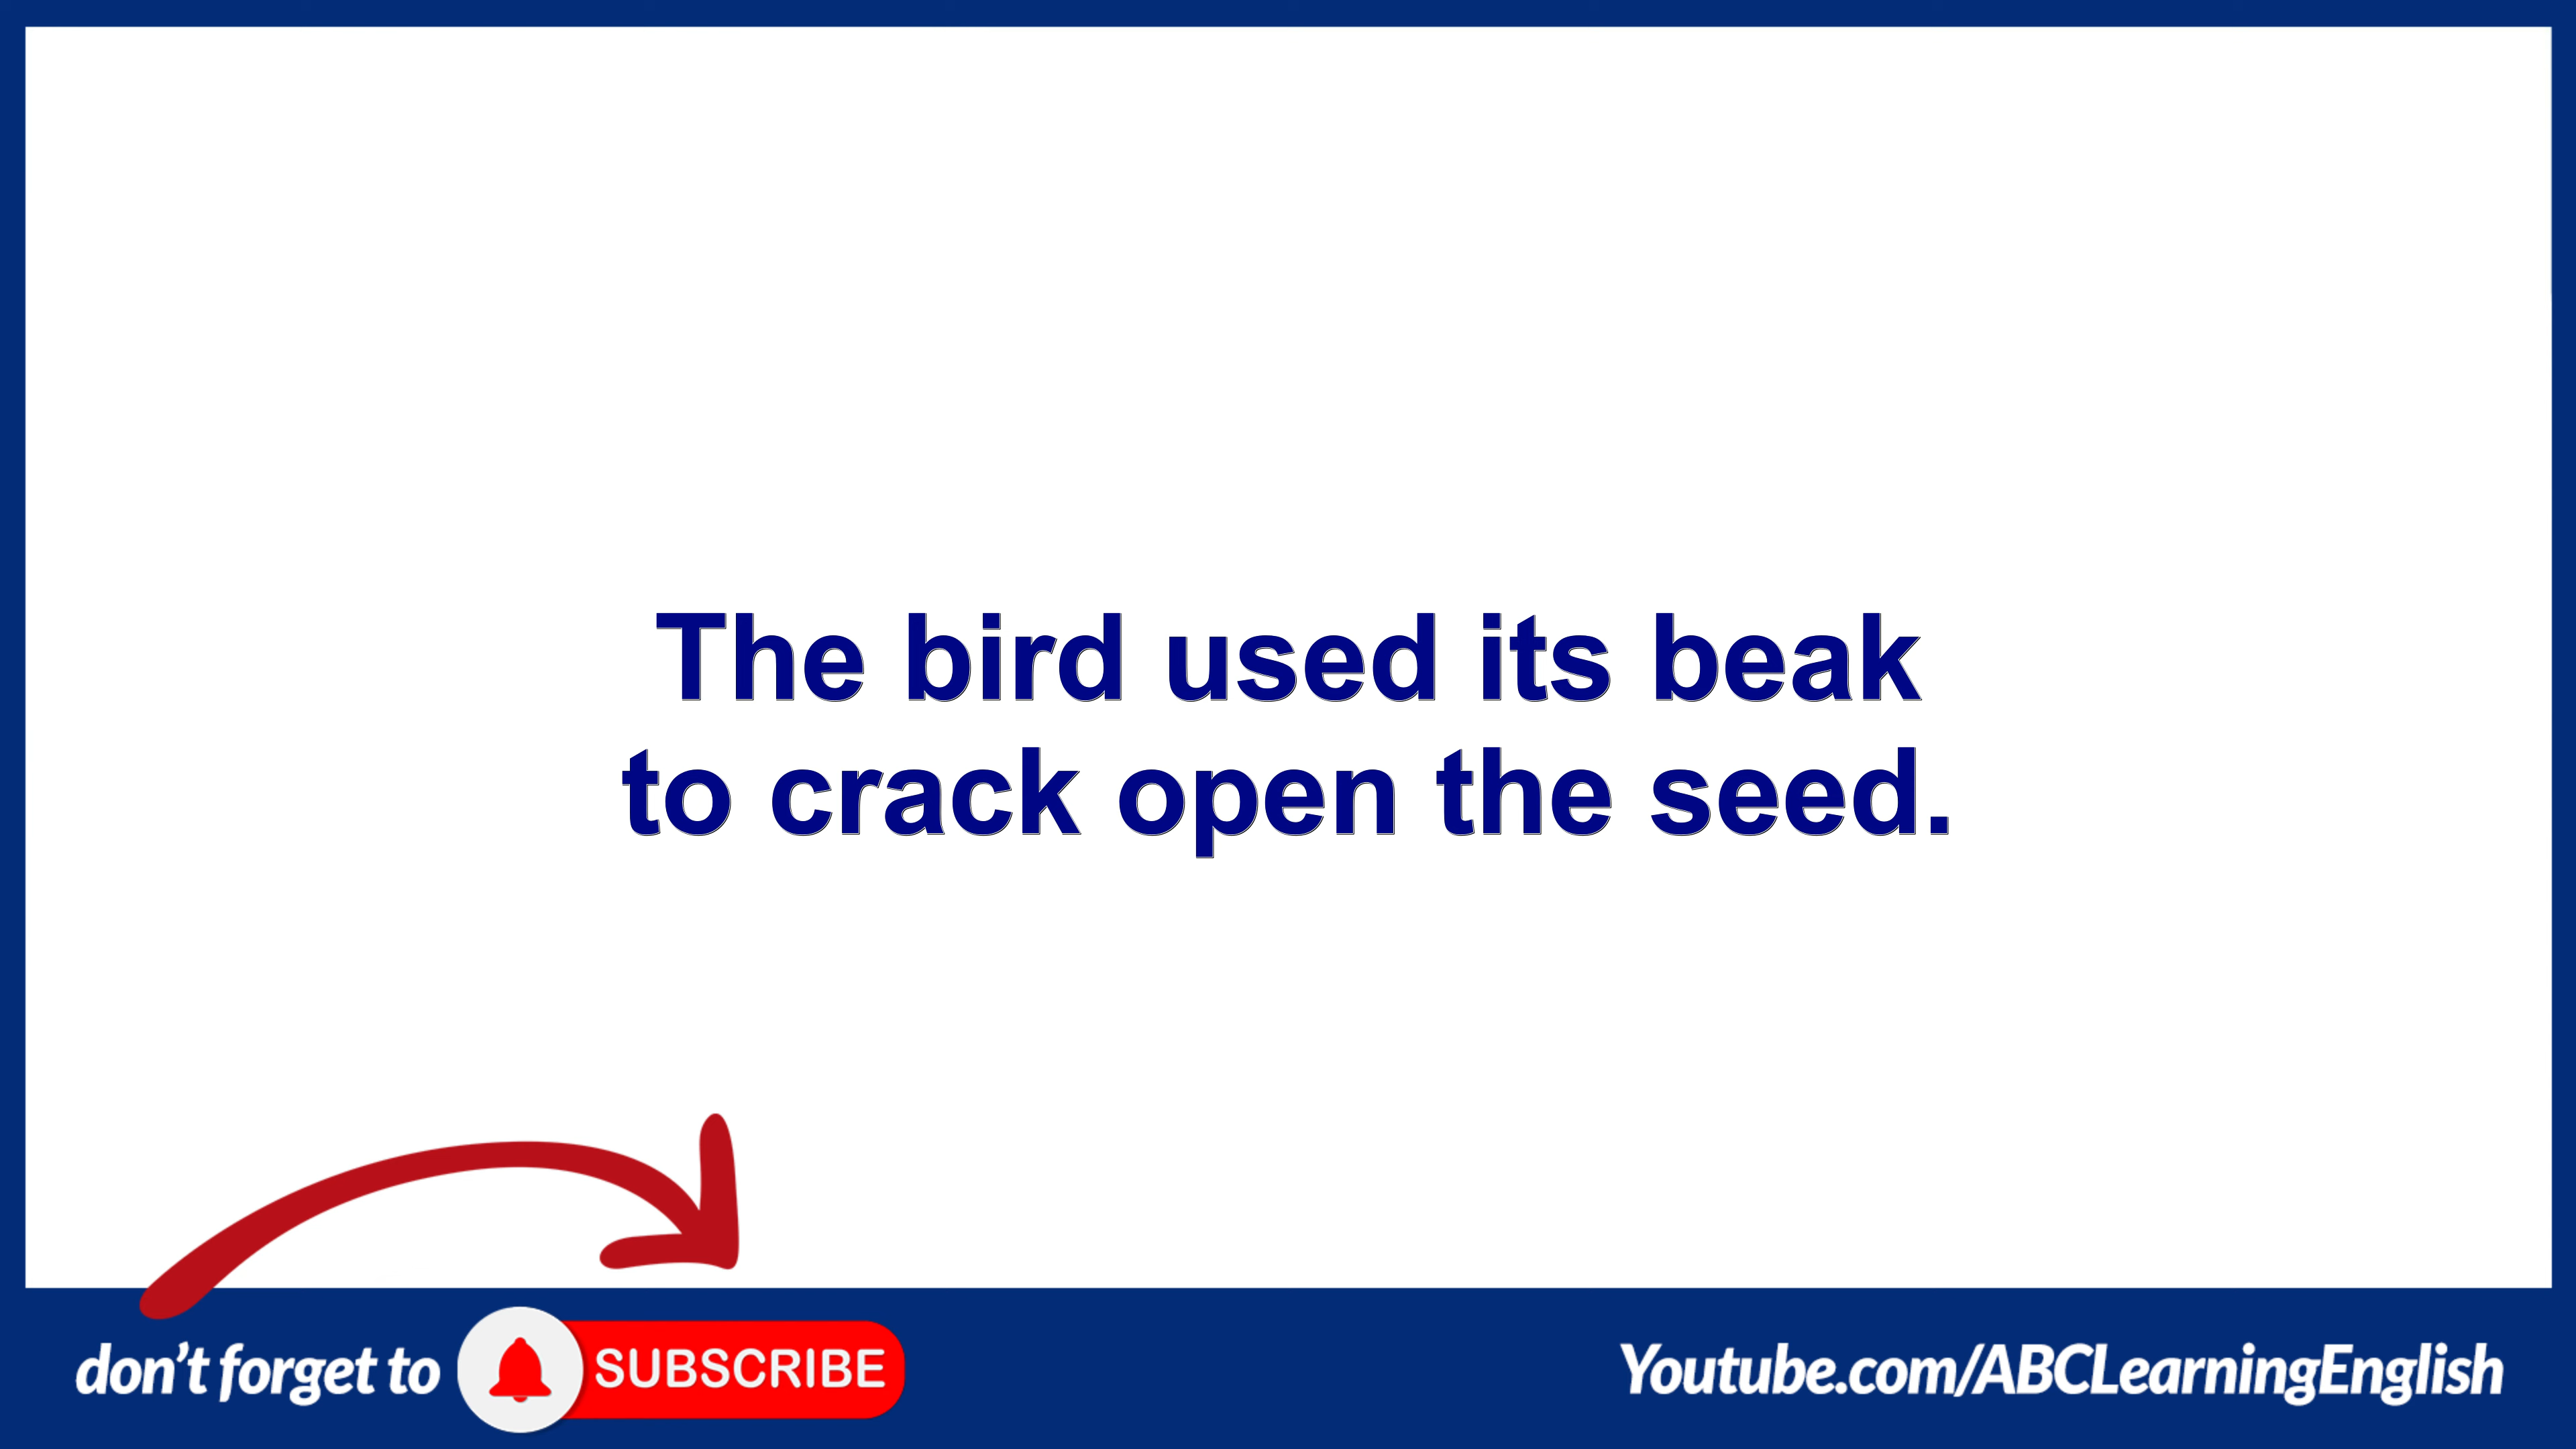 The bird used its beak
to crack open the seed.
don't forget to SUBSCRIBE
Youtube.com/ABCLearningEnglish